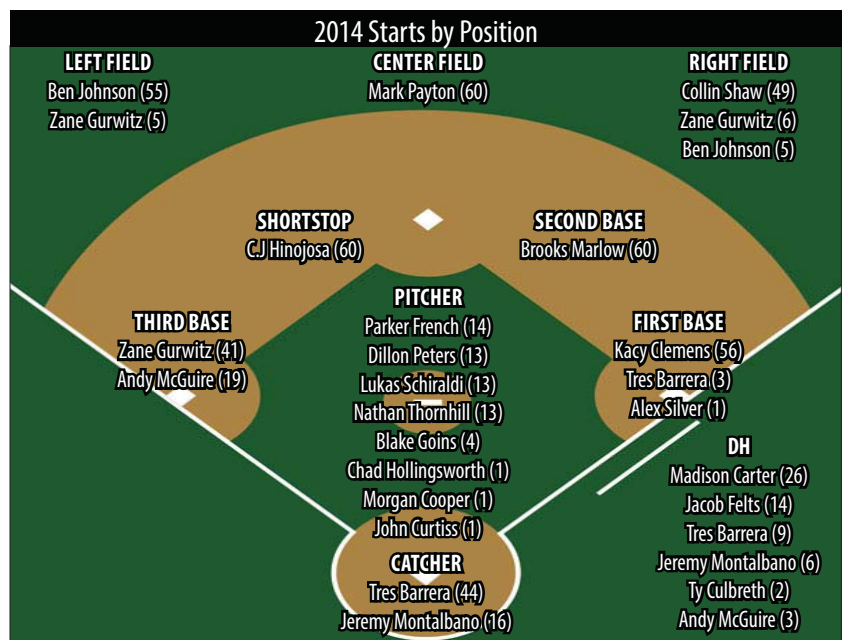 2014 Starts by Position
LEFT FIELD
Ben Johnson (55)
Zane Gurwitz (5)
CENTER FIELD
Mark Payton (60)
RIGHT FIELD
Collin Shaw (49)
Zane Gurwitz (6)
Ben Johnson (5)
SHORTSTOP
C.J Hinojosa (60)
SECOND BASE
Brooks Marlow (60)
THIRD BASE
Zane Gurwitz (41)
Andy McGuire (19)
PITCHER
Parker French (14)
Dillon Peters (13)
Lukas Schiraldi (13)
Nathan Thornhill (13)
Blake Goins (4)
Chad Hollingsworth (1)
Morgan Cooper (1)
John Curtiss (1)
FIRST BASE
Kacy Clemens (56)
Tres Barrera (3)
Alex Silver (1)
CATCHER
Tres Barrera (44)
Jeremy Montalbano (16)
DH
Madison Carter (26)
Jacob Felts (14)
Tres Barrera (9)
Jeremy Montalbano (6)
Ty Culbreth (2)
Andy McGuire (3)